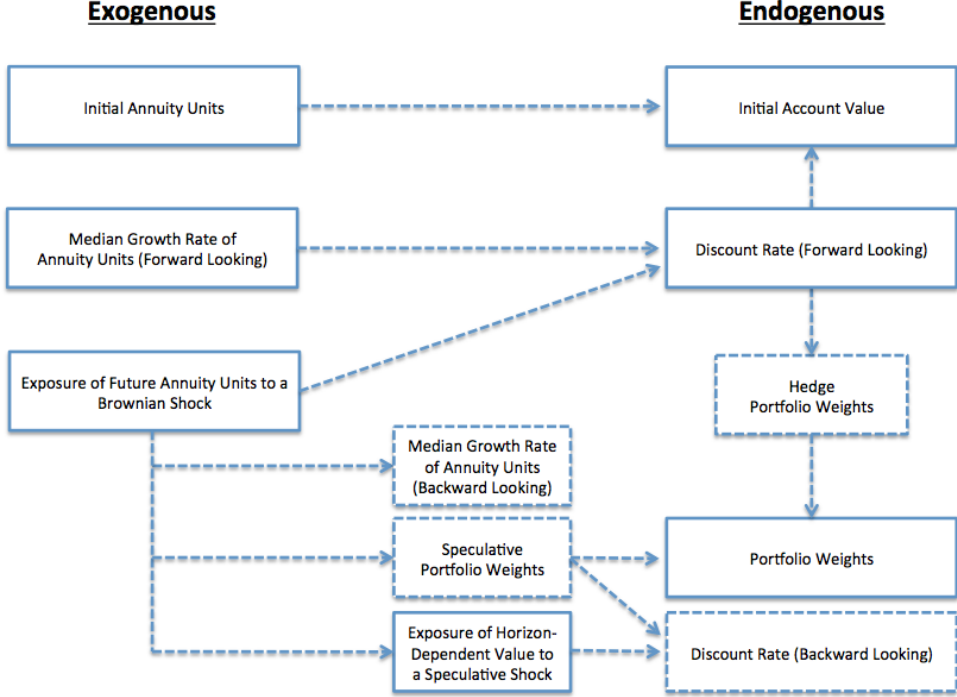 Exogenous
Endogenous
Initial Annuity Units
Initial Account Value
Median Growth Rate of
Annuity Units (Forward Looking)
Discount Rate (Forward Looking)
Exposure of Future Annuity Units to a
Brownian Shock
Hedge
Portfolio Weights
Median Growth Rate
of Annuity Units
(Backward Looking)
Speculative
Portfolio Weights
Portfolio Weights
Exposure of Horizon-
Dependent Value to
a Speculative Shock
Discount Rate (Backward Looking)